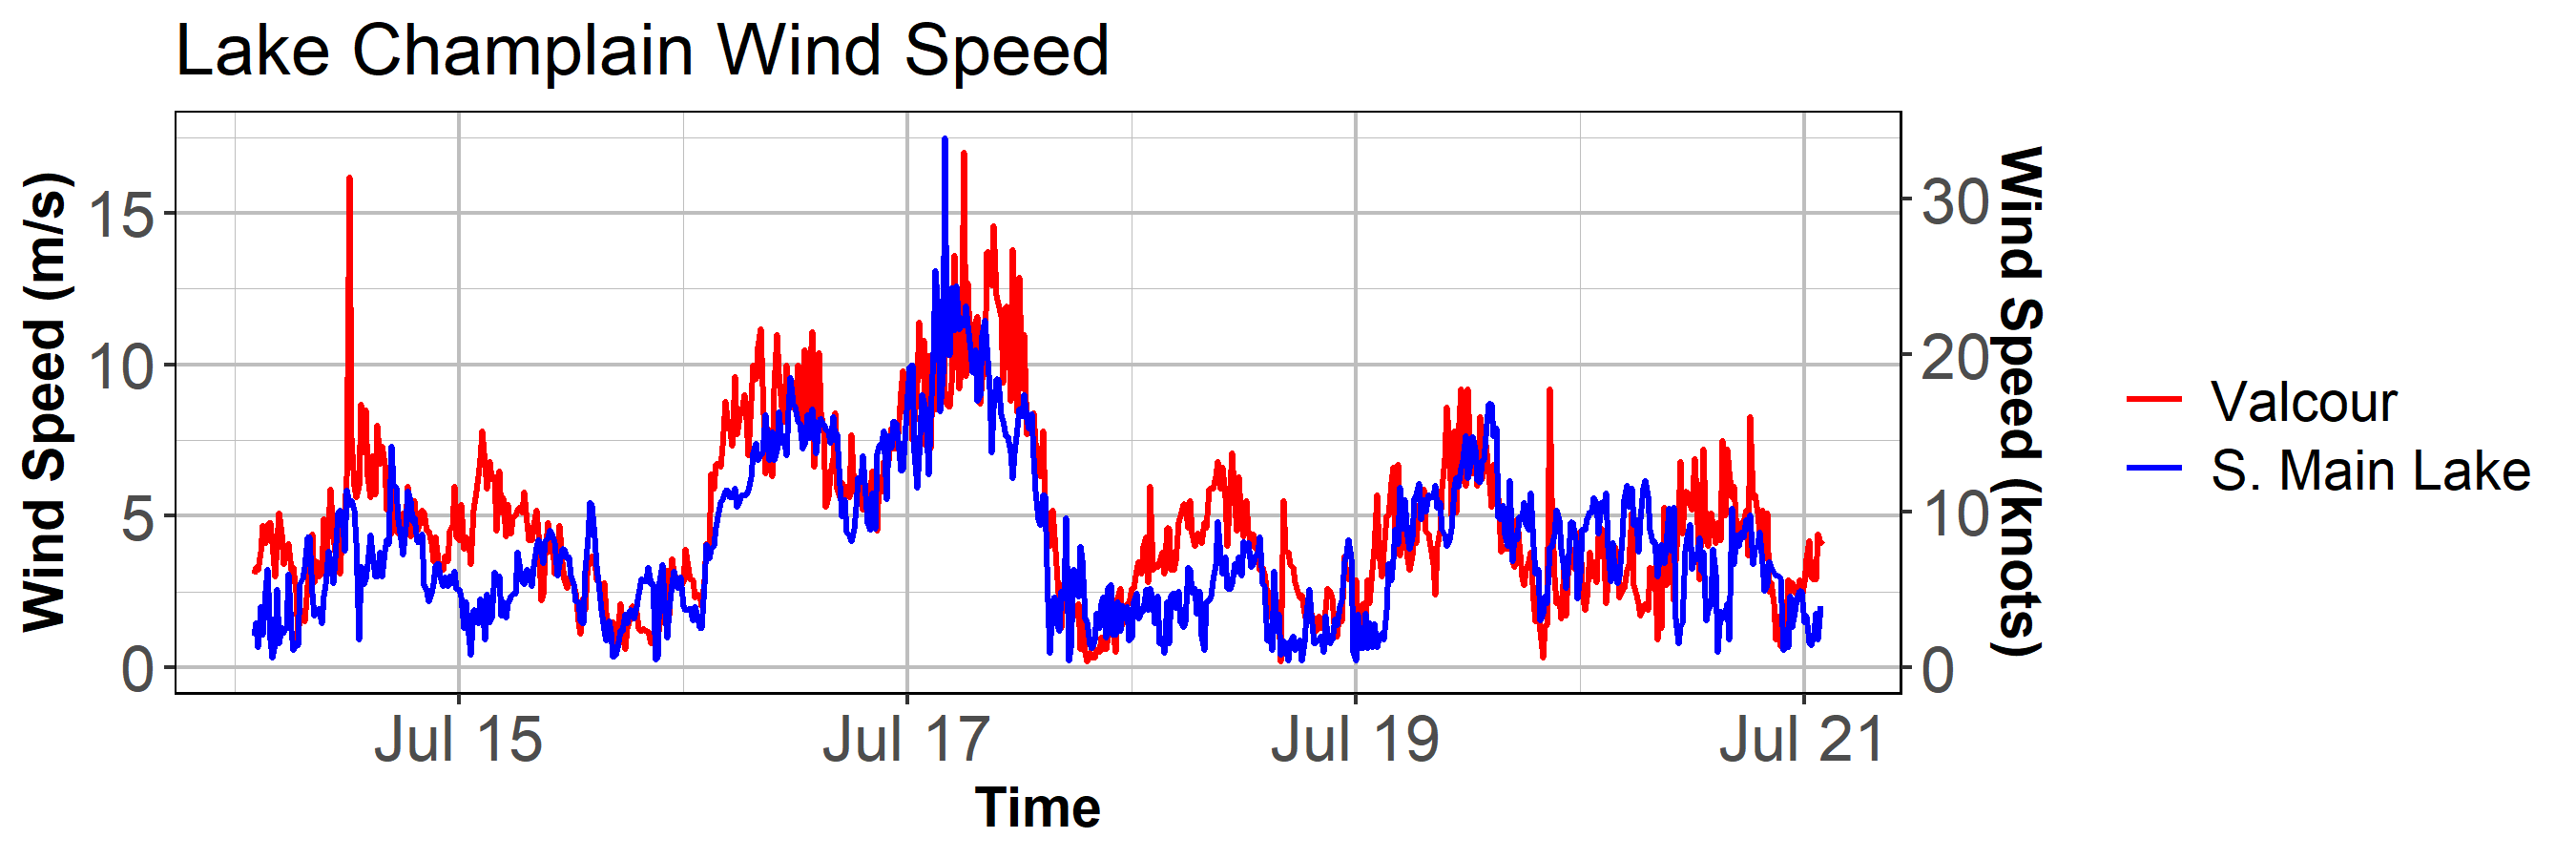 Lake Champlain Wind Speed
Wind Speed (m/s)
15
10
5
0
30
20
10
0
Wind Speed (knots)
Jul 15
Jul 17
Jul 19
Jul 21
Time
Valcour
S. Main Lake